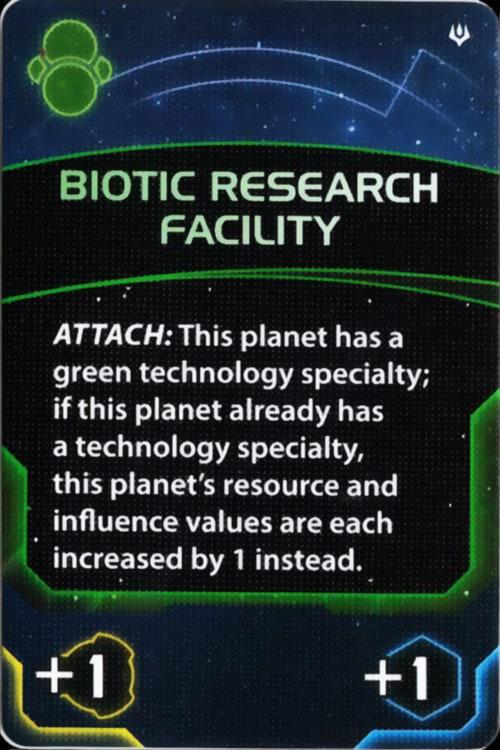 BIOTIC RESEARCH
FACILITY
ATTACH: This planet has a
green technology specialty;
if this planet already has
a technology specialty,
this planet's resource and
influence values are each
increased by 1 instead.
+1 +1